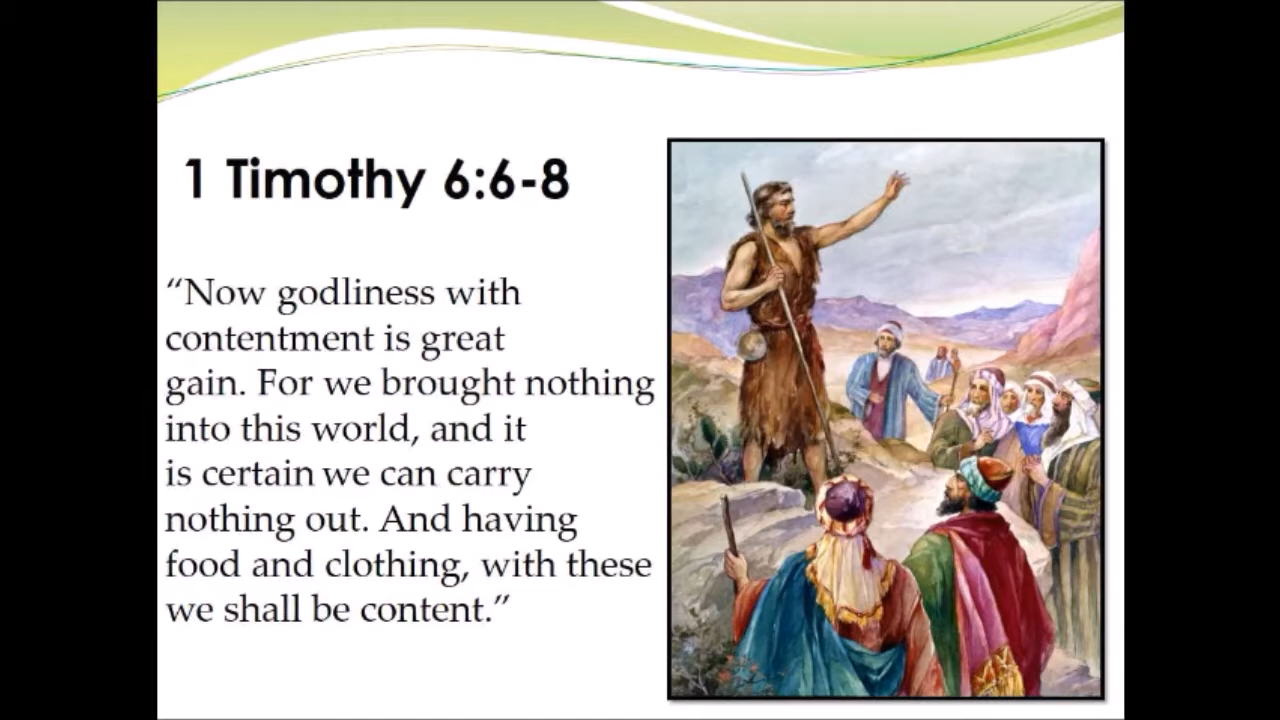 1 Timothy 6:6-8
“Now godliness with
contentment is great
gain. For we brought nothing
into this world, and it
is certain we can carry
nothing out. And having
food and clothing, with these
we shall be content.”